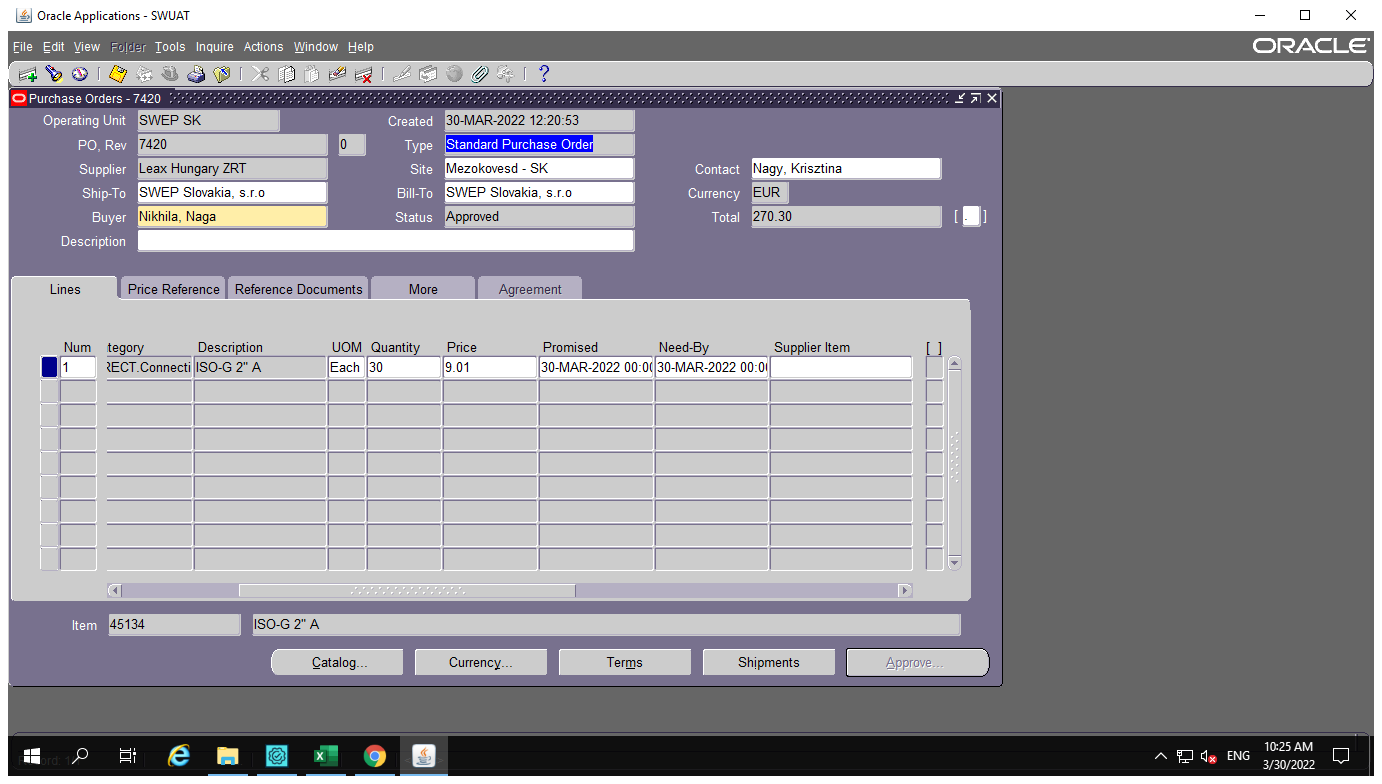 Oracle Applications - SWUAT
File Edit View Folder Tools Inquire Actions Window Help
ORACLE
Purchase Orders - 7420
Operating Unit SWEP SK Created 30-MAR-2022 12:20:53
PO, Rev 7420 0 Type Standard Purchase Order
Supplier Leax Hungary ZRT Site Mezokovesd - SK Contact Nagy, Krisztina
Ship-To SWEP Slovakia, s.r.o Bill-To SWEP Slovakia, s.r.o Currency EUR
Buyer Nikhila, Naga Status Approved Total 270.30 [ . ]
Description
Lines Price Reference Reference Documents More Agreement
Num tegory Description UOM Quantity Price Promised Need-By Supplier Item [ ]
1 RECT.Connecti ISO-G 2" A Each 30 9.01 30-MAR-2022 00:00 30-MAR-2022 00:00
Item 45134 ISO-G 2" A
Catalog... Currency... Terms Shipments Approve...
ENG 10:25 AM
3/30/2022